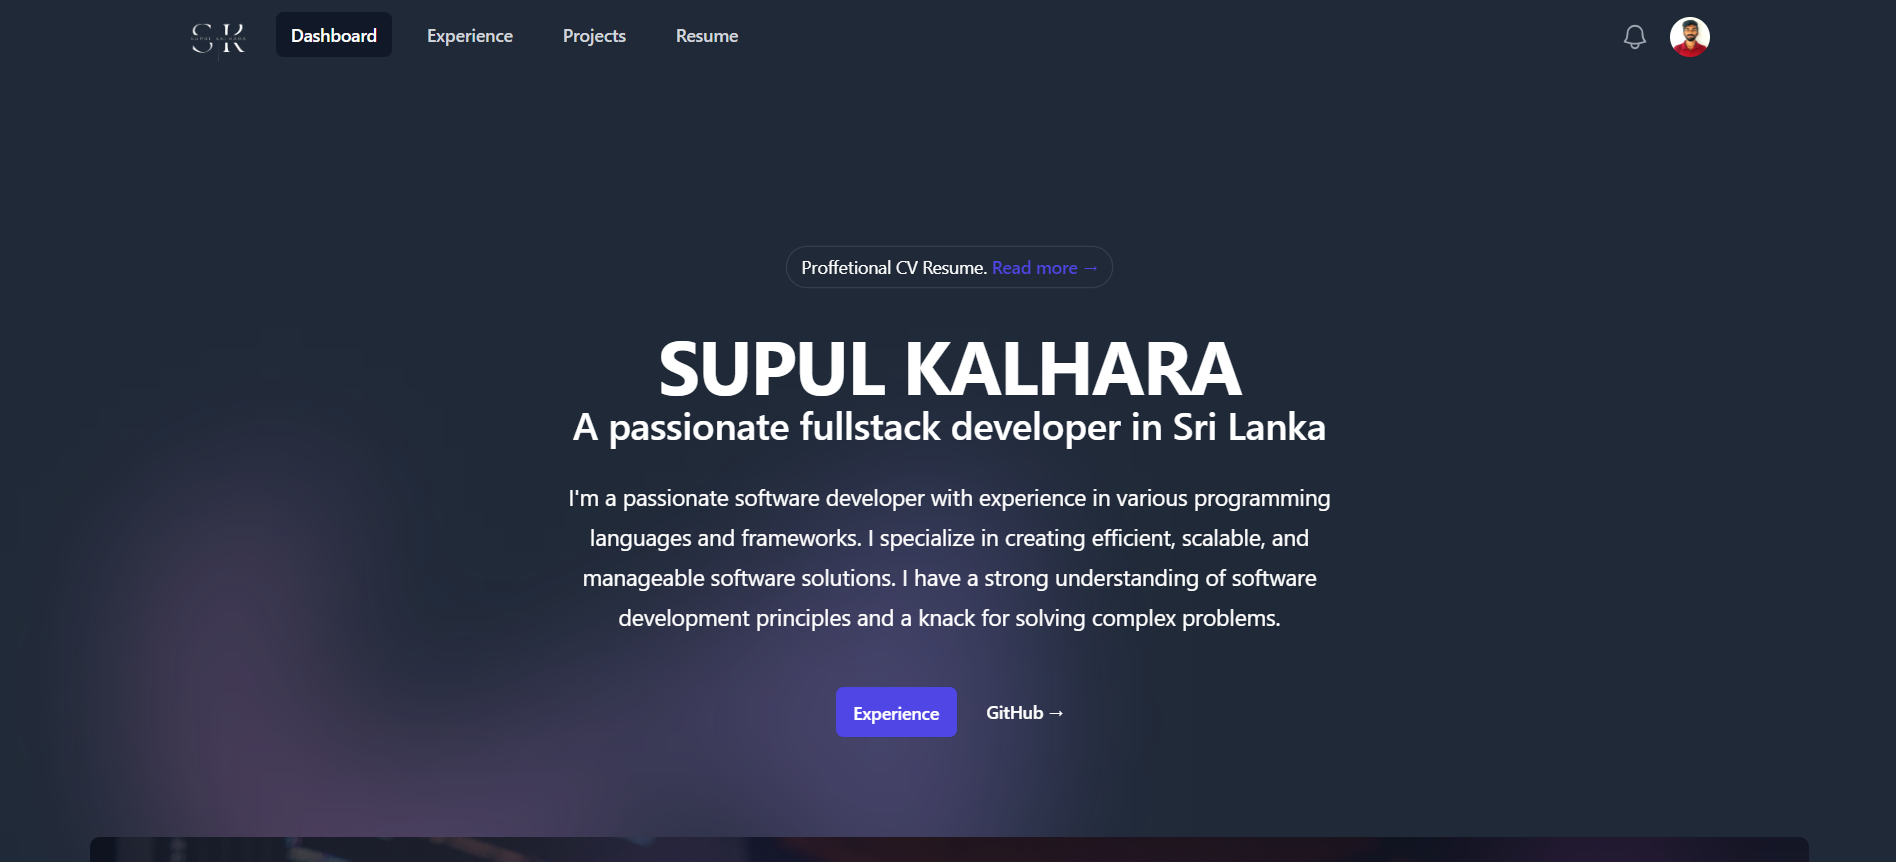 SK
Dashboard
Experience
Projects
Resume
Proffetional CV Resume. Read more →
SUPUL KALHARA
A passionate fullstack developer in Sri Lanka
I'm a passionate software developer with experience in various programming
languages and frameworks. I specialize in creating efficient, scalable, and
manageable software solutions. I have a strong understanding of software
development principles and a knack for solving complex problems.
Experience
GitHub →